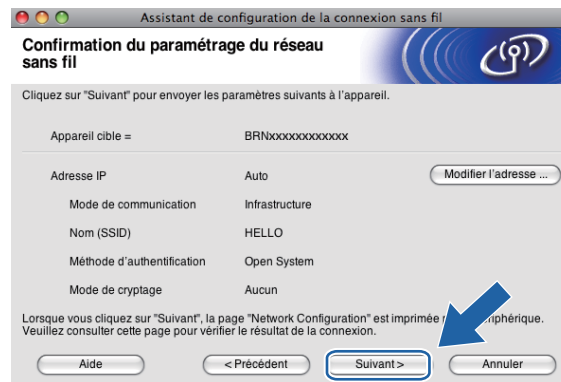 Assistant de configuration de la connexion sans fil
Confirmation du paramétrage du réseau
sans fil
Cliquez sur "Suivant" pour envoyer les paramètres suivants à l'appareil.
Appareil cible = BRNxxxxxxxxxxxx
Adresse IP Auto Modifier l'adresse ...
Mode de communication Infrastructure
Nom (SSID) HELLO
Méthode d'authentification Open System
Mode de cryptage Aucun
Lorsque vous cliquez sur "Suivant", la page "Network Configuration" est imprimée
Veuillez consulter cette page pour vérifier le résultat de la connexion.
Aide < Précédent Suivant > Annuler